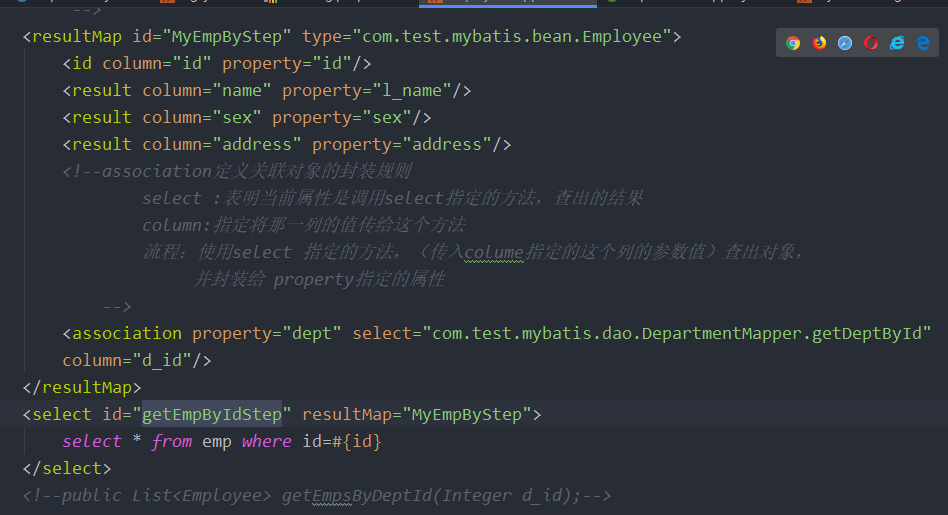 -->
<resultMap id="MyEmpByStep" type="com.test.mybatis.bean.Employee">
<id column="id" property="id"/>
<result column="name" property="l_name"/>
<result column="sex" property="sex"/>
<result column="address" property="address"/>
<!--association定义关联对象的封装规则
select :表明当前属性是调用select指定的方法，查出的结果
column:指定将那一列的值传给这个方法
流程：使用select 指定的方法，（传入colume指定的这个列的参数值）查出对象，
并封装给 property指定的属性
-->
<association property="dept" select="com.test.mybatis.dao.DepartmentMapper.getDeptById"
column="d_id"/>
</resultMap>
<select id="getEmpByIdStep" resultMap="MyEmpByStep">
select * from emp where id=#{id}
</select>
<!--public List<Employee> getEmpsByDeptId(Integer d_id);-->